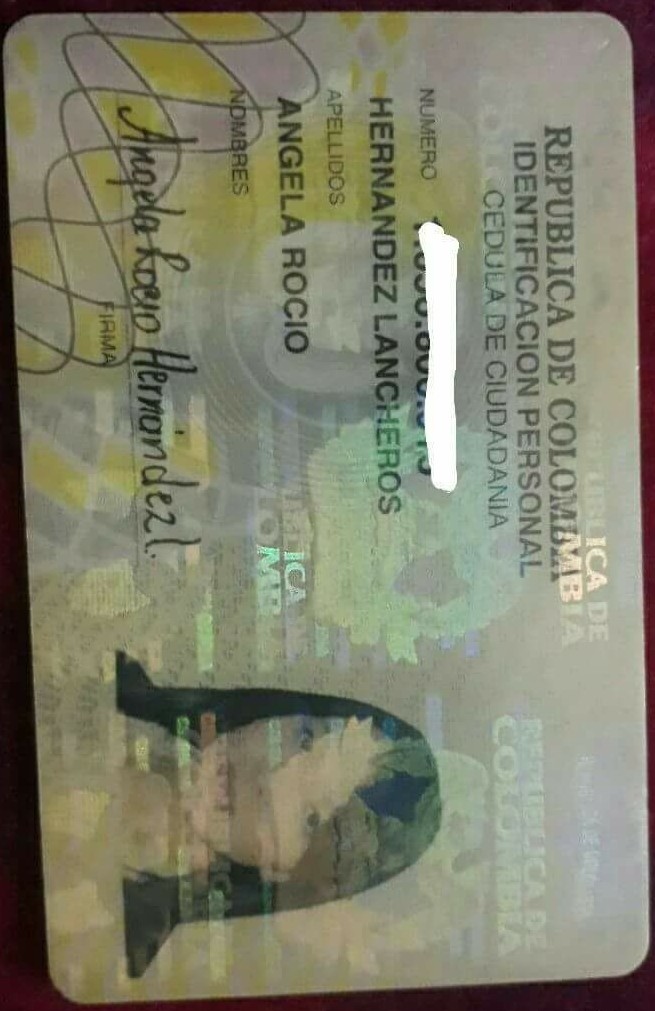 REPUBLICA DE COLOMBIA
IDENTIFICACION PERSONAL
CEDULA DE CIUDADANIA
NUMERO
HERNANDEZ LANCHEROS
APELLIDOS
ANGELA ROCIO
NOMBRES
Angela Rocio Hernández L.
FIRMA
REPUBLICA DE
COLOMBIA